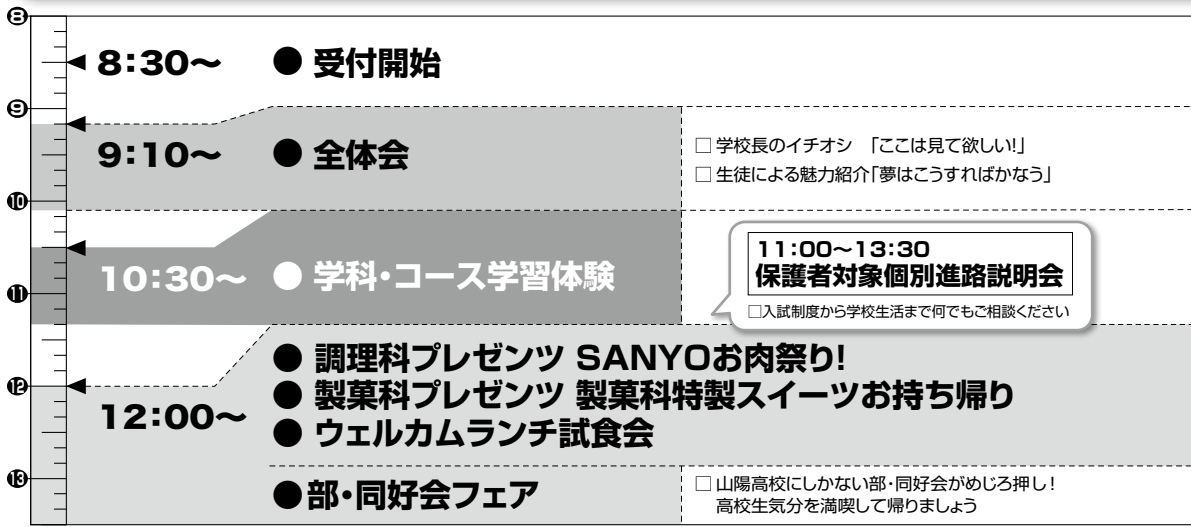 ⑧
8:30〜 ● 受付開始
⑨
9:10〜 ● 全体会
□ 学校長のイチオシ 「ここは見て欲しい!」
□ 生徒による魅力紹介「夢はこうすればかなう」
⑩
10:30〜 ● 学科・コース学習体験
11:00〜13:30
保護者対象個別進路説明会
□入試制度から学校生活まで何でもご相談ください
⑪
⑫
12:00〜
● 調理科プレゼンツ SANYOお肉祭り!
● 製菓科プレゼンツ 製菓科特製スイーツお持ち帰り
● ウェルカムランチ試食会
⑬
●部・同好会フェア
□ 山陽高校にしかない部・同好会がめじろ押し!
高校生気分を満喫して帰りましょう